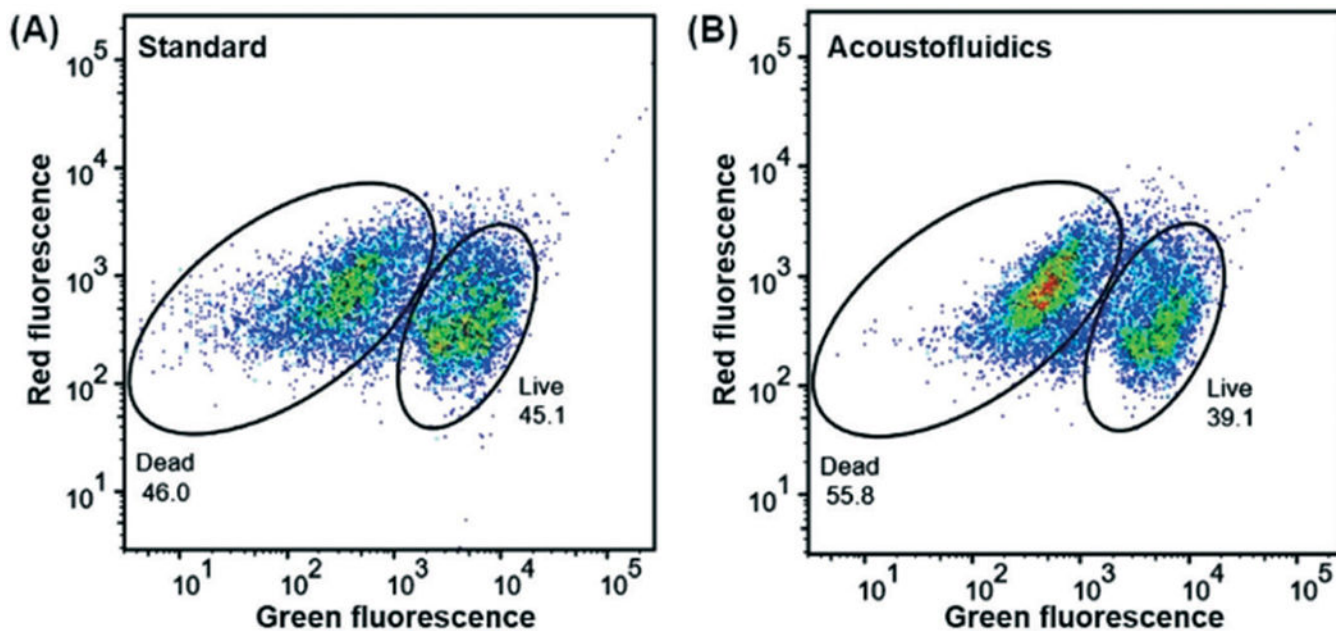 (A)
Standard
10^5
10^4
10^3
10^2
10^1
Red fluorescence
Dead
46.0
Live
45.1
10^1 10^2 10^3 10^4 10^5
Green fluorescence
(B)
Acoustofluidics
10^5
10^4
10^3
10^2
10^1
Red fluorescence
Dead
55.8
Live
39.1
10^1 10^2 10^3 10^4 10^5
Green fluorescence